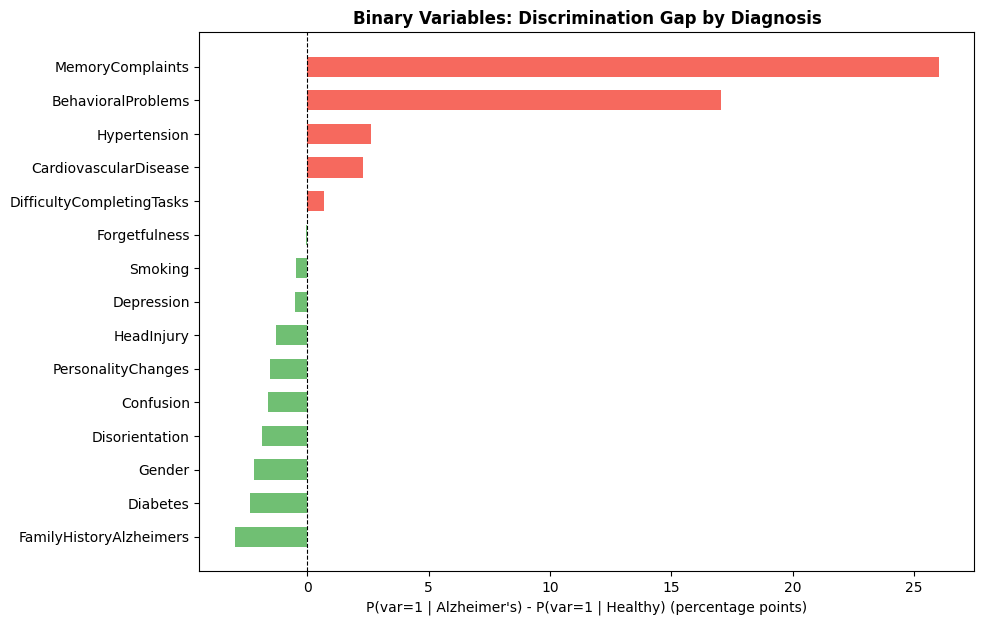 Binary Variables: Discrimination Gap by Diagnosis
MemoryComplaints
BehavioralProblems
Hypertension
CardiovascularDisease
DifficultyCompletingTasks
Forgetfulness
Smoking
Depression
HeadInjury
PersonalityChanges
Confusion
Disorientation
Gender
Diabetes
FamilyHistoryAlzheimers
0 5 10 15 20 25
P(var=1 | Alzheimer's) - P(var=1 | Healthy) (percentage points)